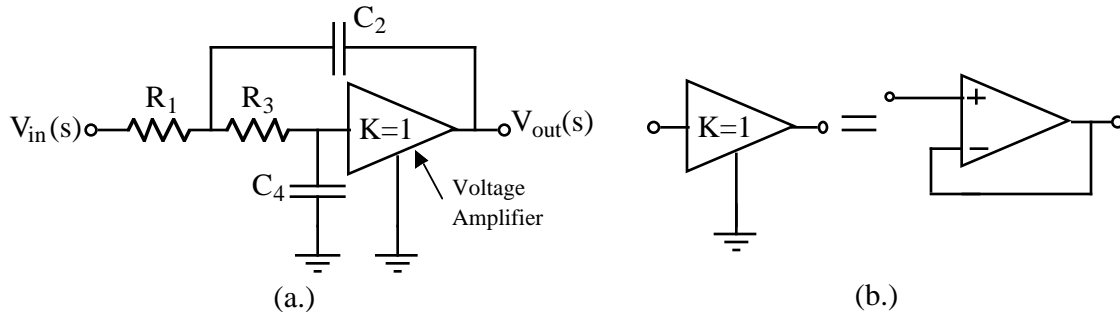 C2
R1
R3
Vin(s)
K=1
Vout(s)
C4
Voltage
Amplifier
(a.)
K=1
=
+
−
(b.)